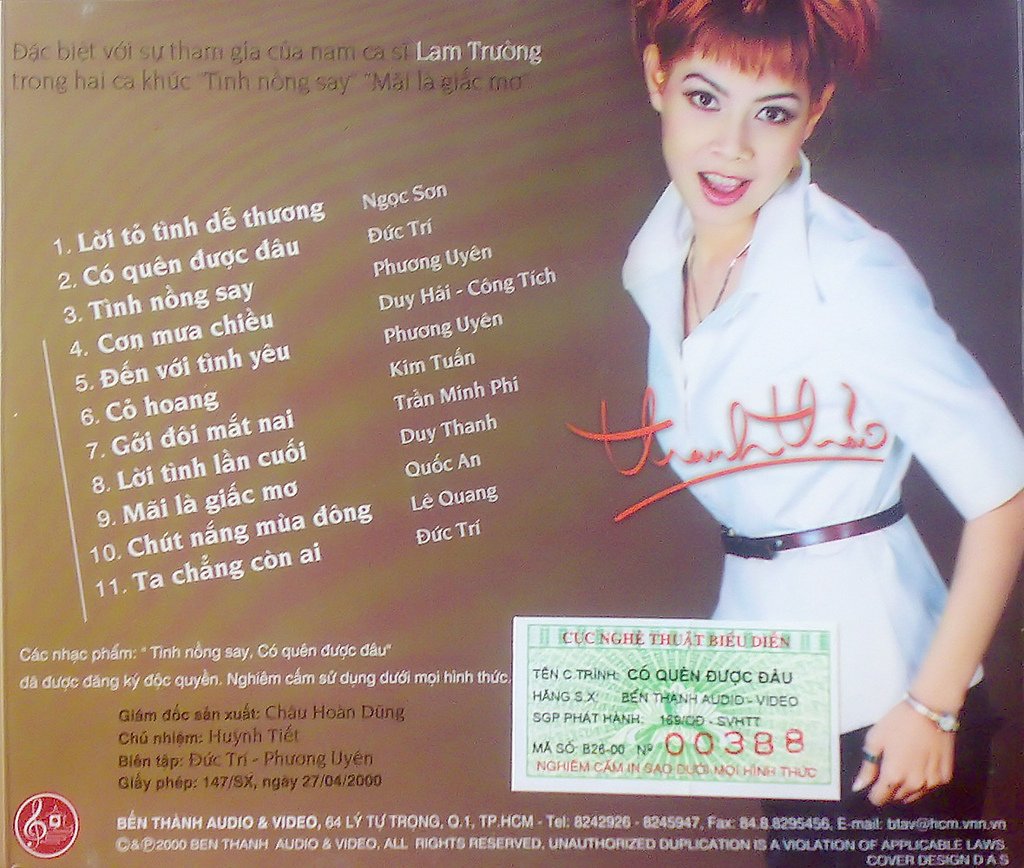 Đặc biệt với sự tham gia của nam ca sĩ Lam Trường
trong hai ca khúc "Tình nồng say" "Mãi là giấc mơ"
1. Lời tỏ tình dễ thương Ngọc Sơn
2. Có quên được đâu Đức Trí
3. Tình nồng say Phương Uyên
4. Cơn mưa chiều Duy Hải - Công Tích
5. Đến với tình yêu Phương Uyên
6. Cỏ hoang Kim Tuấn
7. Gởi đôi mắt nai Trần Minh Phi
8. Lời tình lần cuối Duy Thanh
9. Mãi là giấc mơ Quốc An
10. Chút nắng mùa đông Lê Quang
11. Ta chẳng còn ai Đức Trí
thanh thảo
Các nhạc phẩm: " Tình nồng say, Có quên được đâu"
đã được đăng ký độc quyền. Nghiêm cấm sử dụng dưới mọi hình thức.
Giám đốc sản xuất: Châu Hoàn Dũng
Chủ nhiệm: Huỳnh Tiết
Biên tập: Đức Trí - Phương Uyên
Giấy phép: 147/SX, ngày 27/04/2000
CỤC NGHỆ THUẬT BIỂU DIỄN
TÊN C.TRÌNH: CÓ QUÊN ĐƯỢC ĐÂU
HÃNG S.X: BẾN THÀNH AUDIO - VIDEO
SGP PHÁT HÀNH: 169/QĐ - SVHTT
MÃ SỐ: B26-00 Nº 00388
NGHIÊM CẤM IN SAO DƯỚI MỌI HÌNH THỨC
BẾN THÀNH AUDIO & VIDEO, 64 LÝ TỰ TRỌNG, Q.1, TP.HCM - Tel: 8242926 - 8245947, Fax: 84.8.8295456, E-mail: btav@hcm.vnn.vn
©&℗2000 BEN THANH AUDIO & VIDEO, ALL RIGHTS RESERVED. UNAUTHORIZED DUPLICATION IS A VIOLATION OF APPLICABLE LAWS.
COVER DESIGN D A S